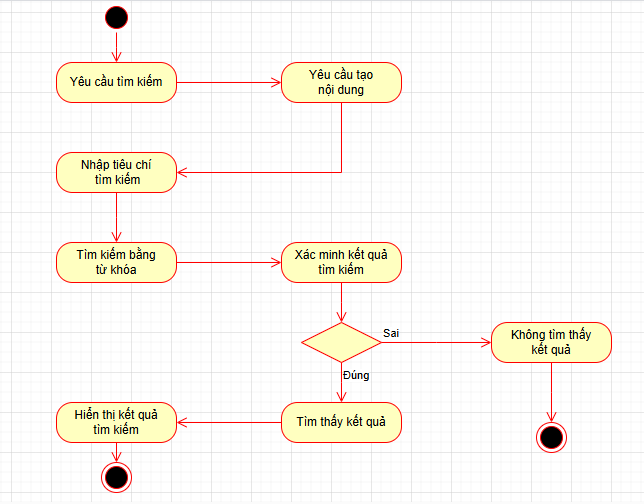 Yêu cầu tìm kiếm
Yêu cầu tạo
nội dung
Nhập tiêu chí
tìm kiếm
Tìm kiếm bằng
từ khóa
Xác minh kết quả
tìm kiếm
Sai
Không tìm thấy
kết quả
Đúng
Hiển thị kết quả
tìm kiếm
Tìm thấy kết quả